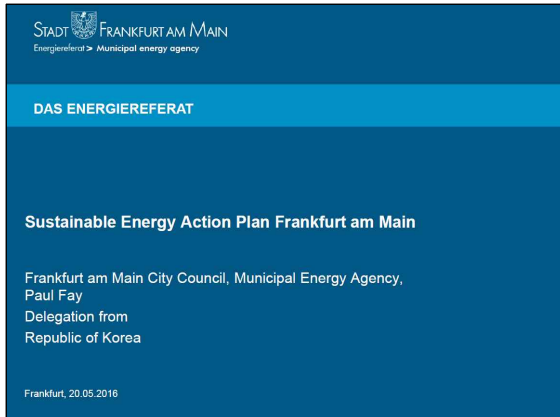 STADT FRANKFURT AM MAIN
Energiereferat > Municipal energy agency
DAS ENERGIEREFERAT
Sustainable Energy Action Plan Frankfurt am Main
Frankfurt am Main City Council, Municipal Energy Agency,
Paul Fay
Delegation from
Republic of Korea
Frankfurt, 20.05.2016